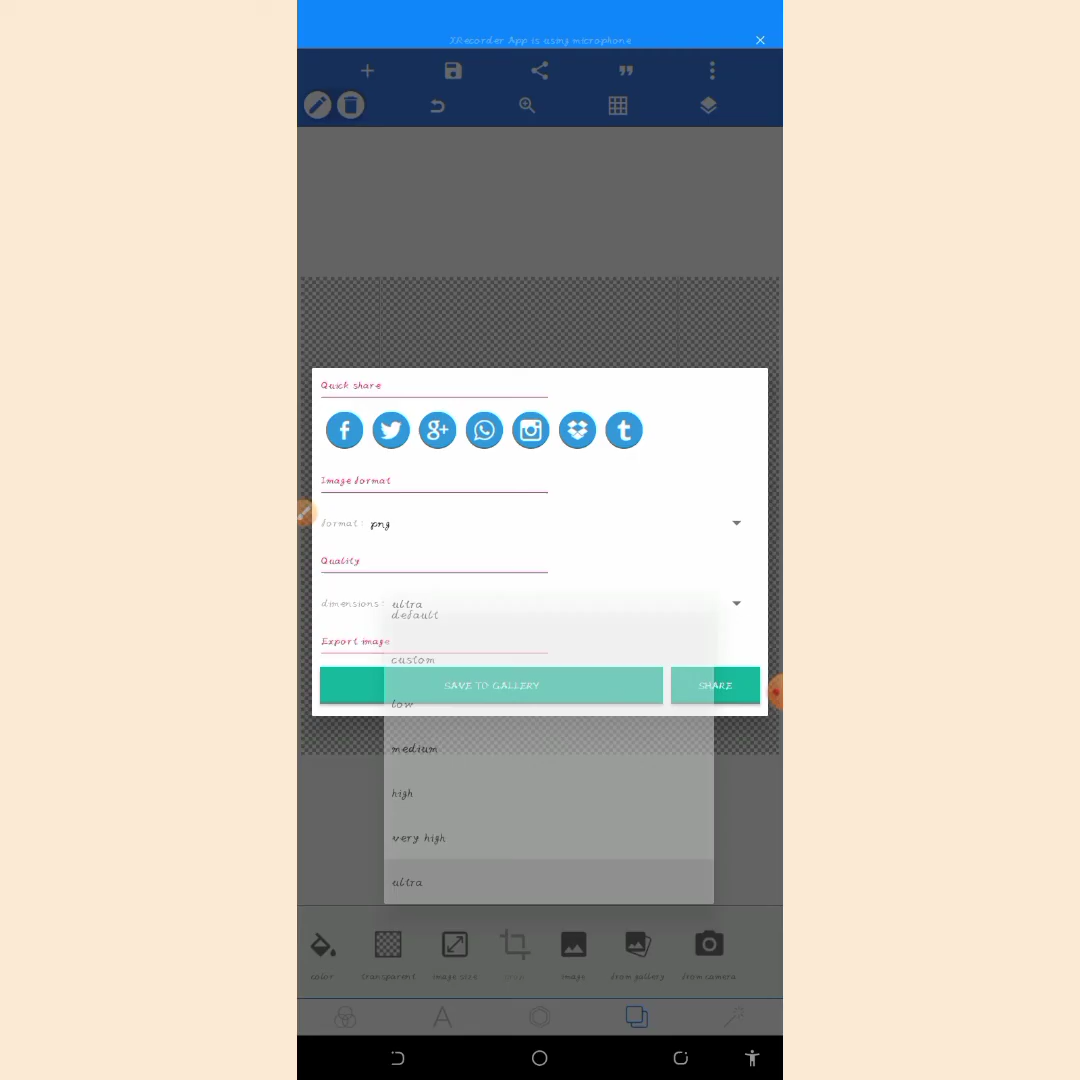 XRecorder App is using microphone
Quick share
Image format
format: png
Quality
dimensions: ultra
default
Export image
custom
SAVE TO GALLERY
SHARE
low
medium
high
very high
ultra
color
transparent
image size
crop
image
from gallery
from camera